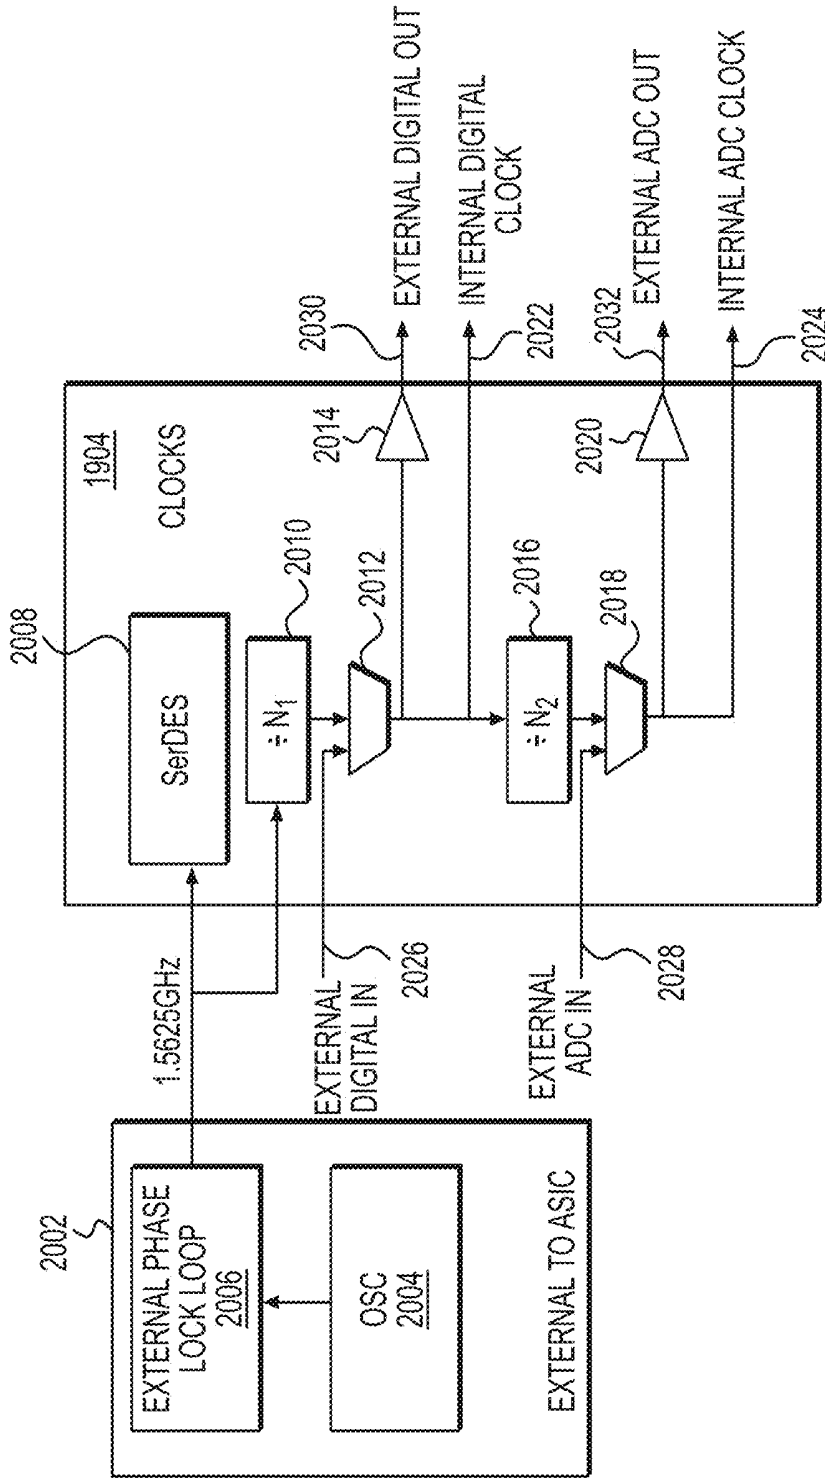 2002
EXTERNAL PHASE
LOCK LOOP
2006
OSC
2004
EXTERNAL TO ASIC
1.5625GHz
EXTERNAL
DIGITAL IN
2026
EXTERNAL
ADC IN
2028
2008
SerDES
1904
CLOCKS
÷N1
2010
2012
2014
÷N2
2016
2018
2020
2030
EXTERNAL DIGITAL OUT
INTERNAL DIGITAL
CLOCK
2022
2032
EXTERNAL ADC OUT
INTERNAL ADC CLOCK
2024